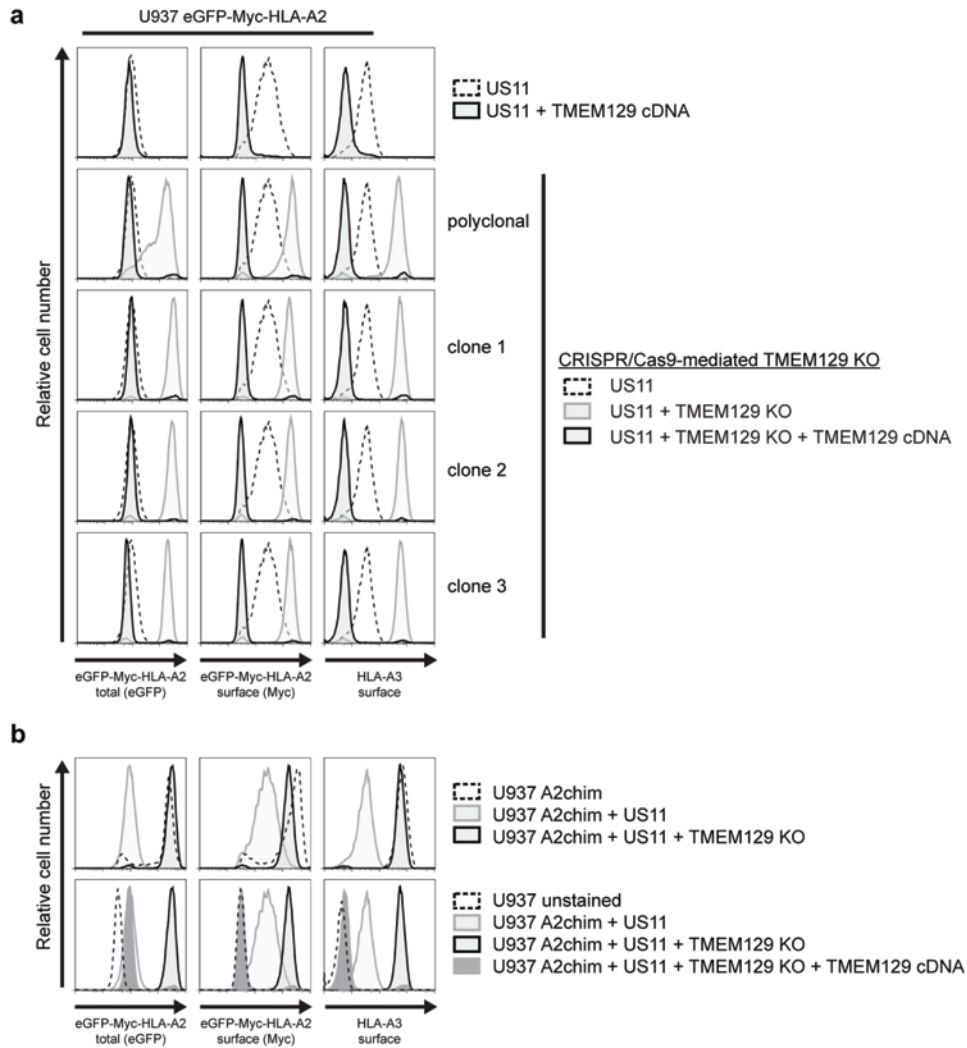 a
U937 eGFP-Myc-HLA-A2
Relative cell number
US11
US11 + TMEM129 cDNA
polyclonal
clone 1
clone 2
clone 3
CRISPR/Cas9-mediated TMEM129 KO
US11
US11 + TMEM129 KO
US11 + TMEM129 KO + TMEM129 cDNA
eGFP-Myc-HLA-A2
total (eGFP)
eGFP-Myc-HLA-A2
surface (Myc)
HLA-A3
surface
b
Relative cell number
U937 A2chim
U937 A2chim + US11
U937 A2chim + US11 + TMEM129 KO
Relative cell number
U937 unstained
U937 A2chim + US11
U937 A2chim + US11 + TMEM129 KO
U937 A2chim + US11 + TMEM129 KO + TMEM129 cDNA
eGFP-Myc-HLA-A2
total (eGFP)
eGFP-Myc-HLA-A2
surface (Myc)
HLA-A3
surface